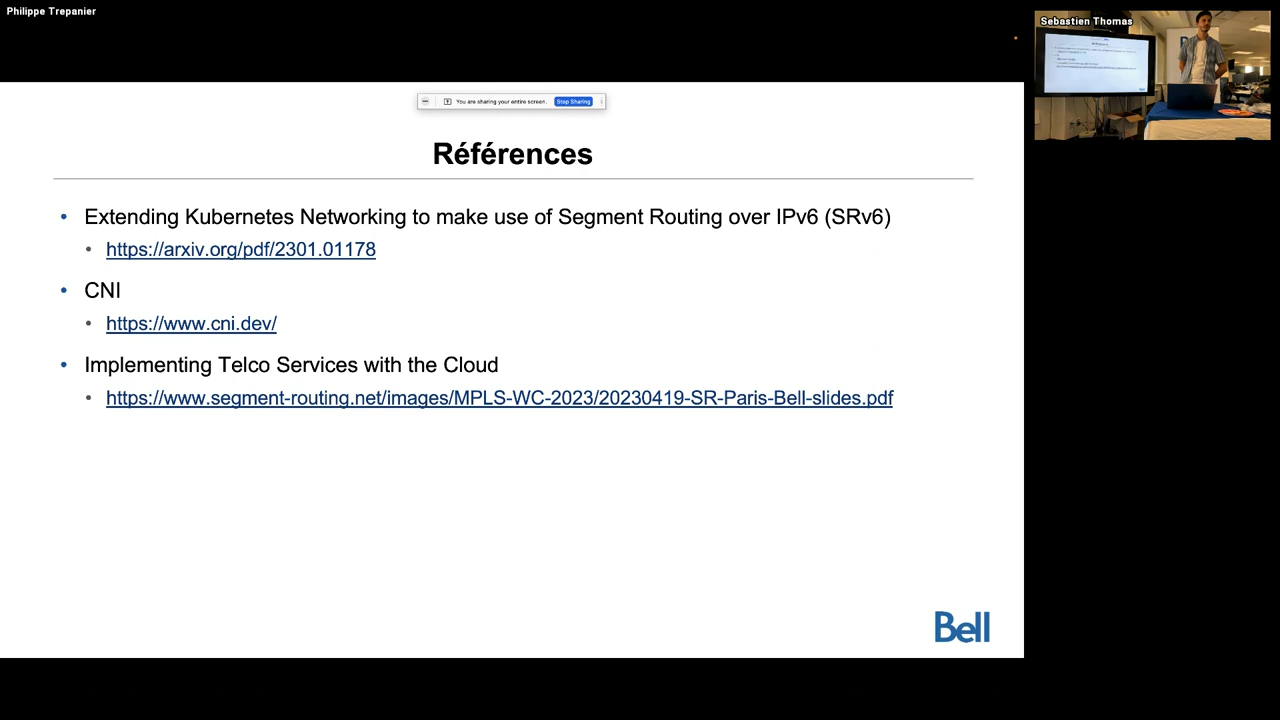 Philippe Trepanier
Sebastien Thomas
You are sharing your entire screen.
Stop Sharing
Références
• Extending Kubernetes Networking to make use of Segment Routing over IPv6 (SRv6)
• https://arxiv.org/pdf/2301.01178
• CNI
• https://www.cni.dev/
• Implementing Telco Services with the Cloud
• https://www.segment-routing.net/images/MPLS-WC-2023/20230419-SR-Paris-Bell-slides.pdf
Bell